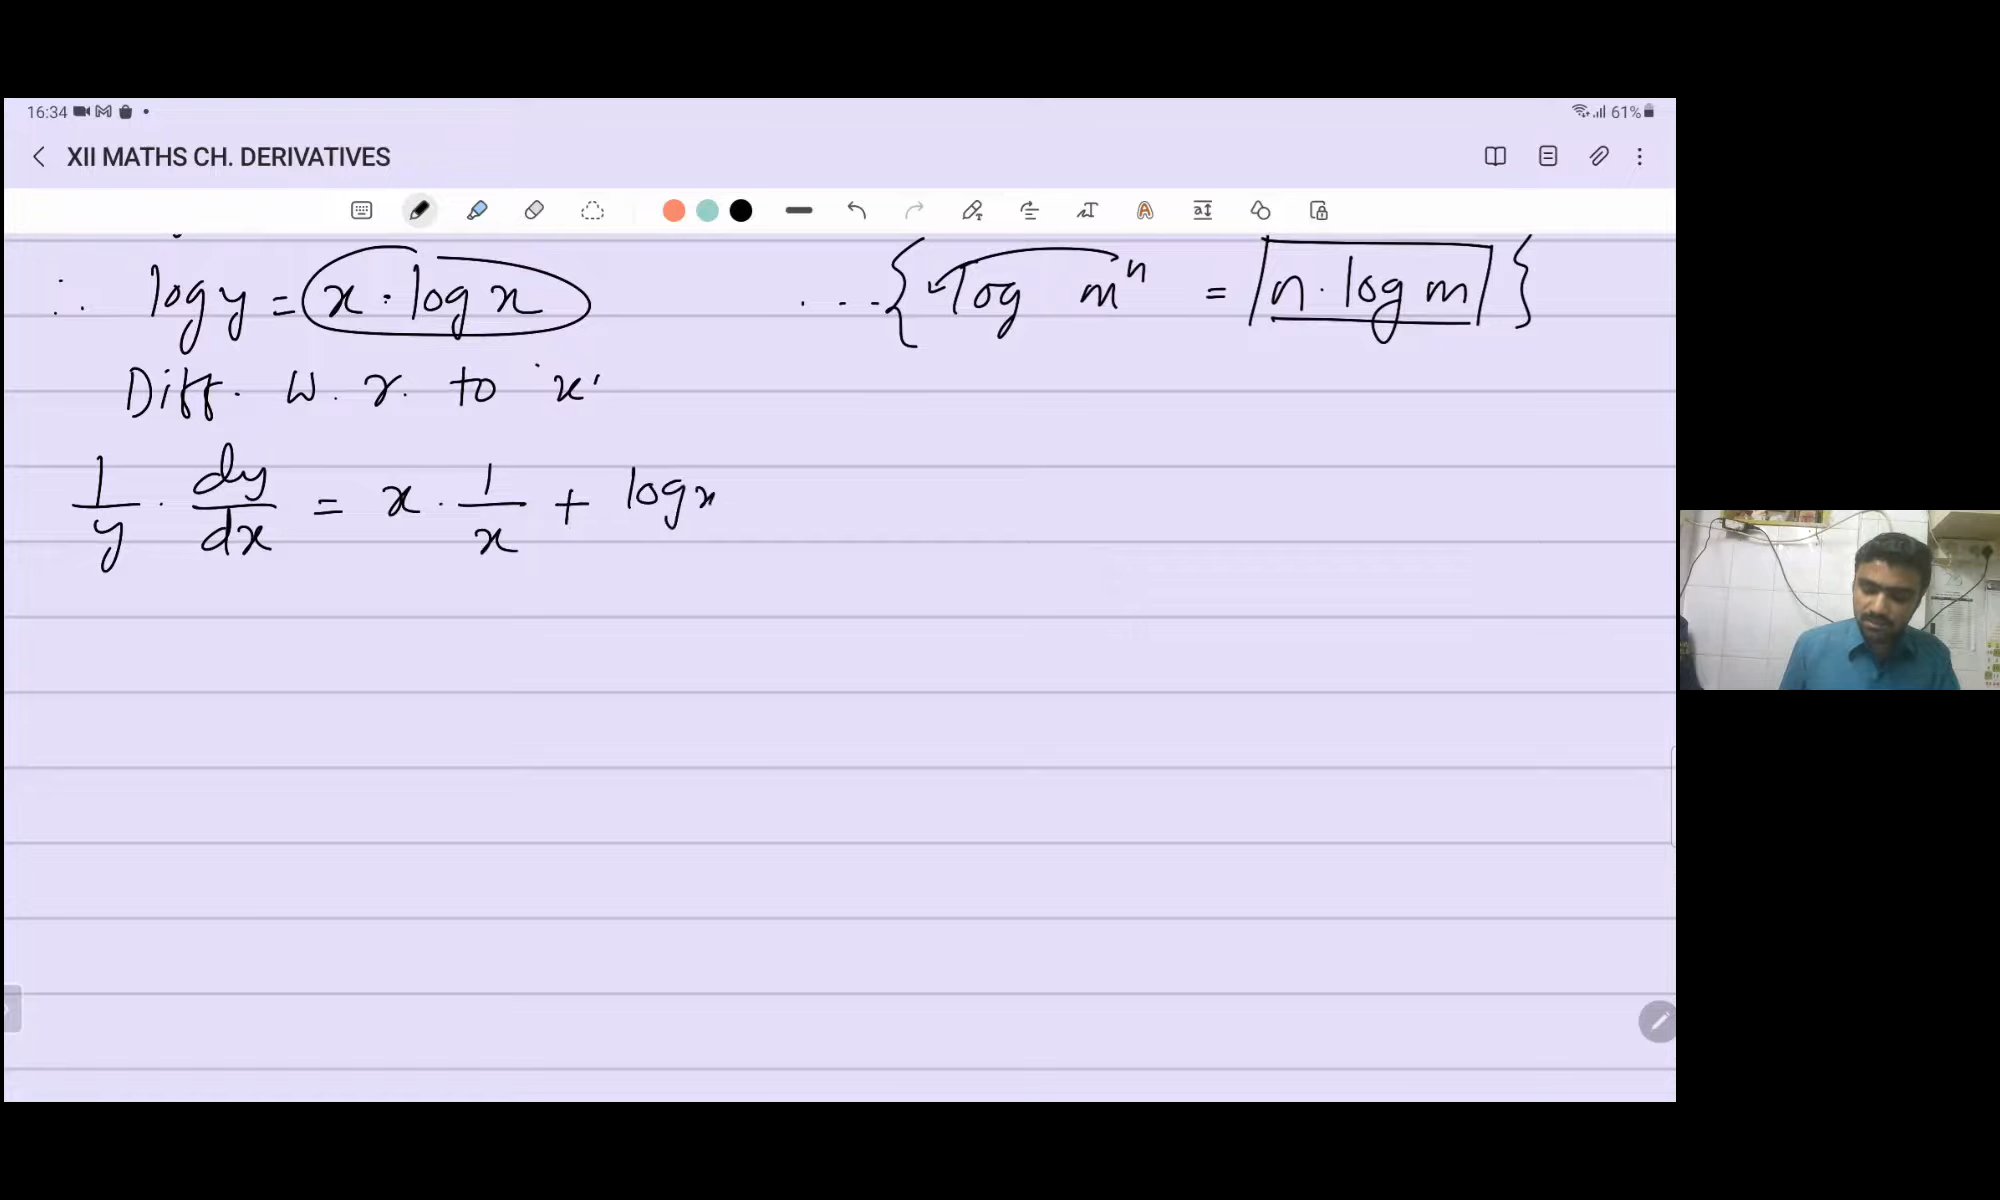 16:34
61%
XII MATHS CH. DERIVATIVES
∴ log y = x · log x ....{ log mⁿ = n · log m }
Diff. w. r. to 'x'
1/y · dy/dx = x · 1/x + log x